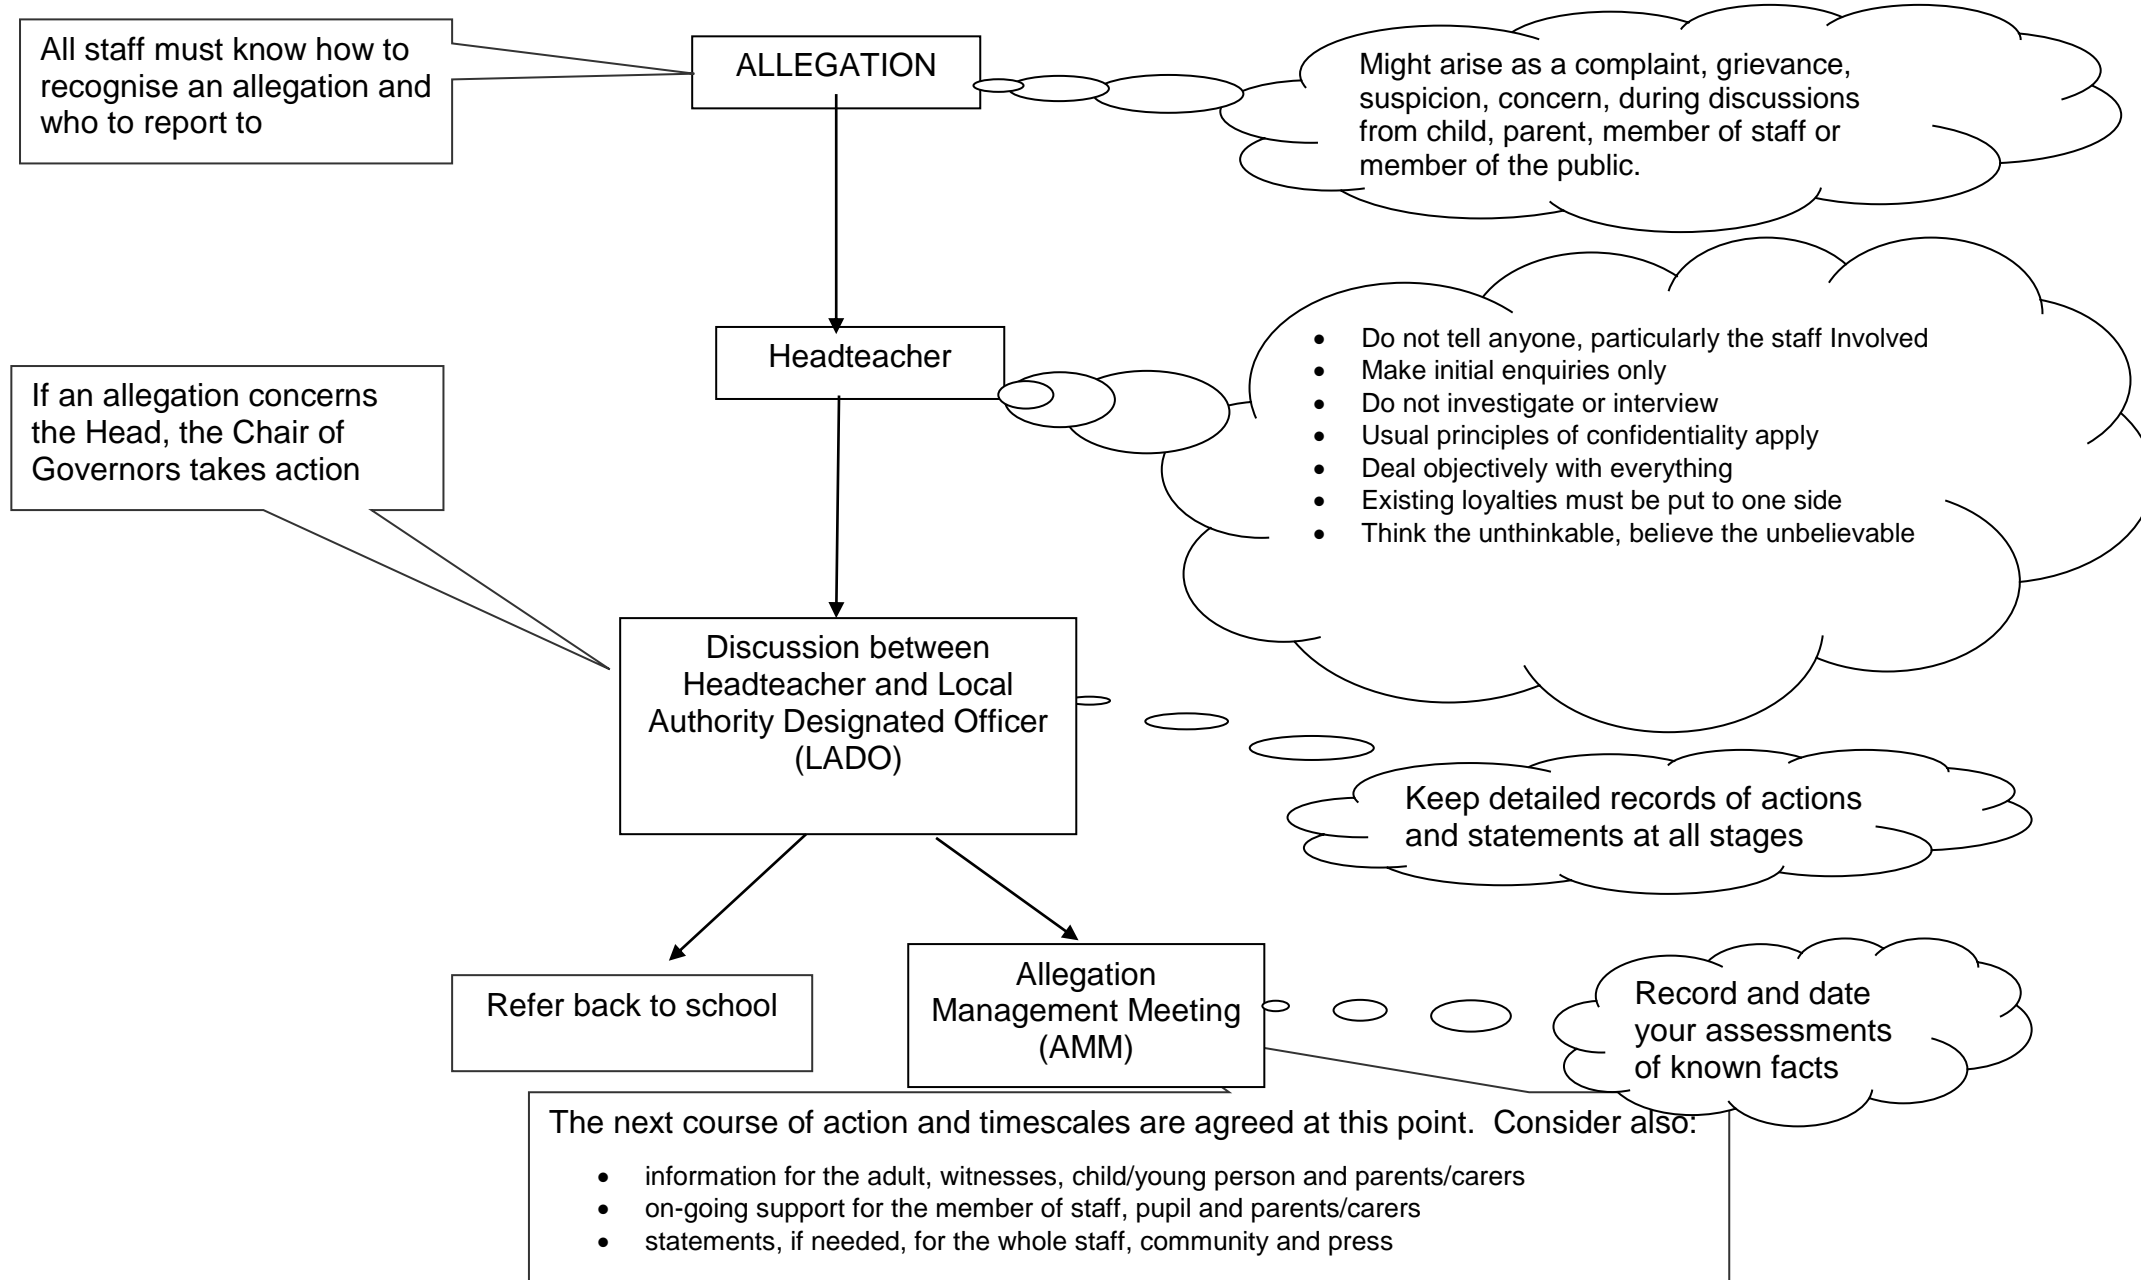 All staff must know how to
recognise an allegation and
who to report to
ALLEGATION
Might arise as a complaint, grievance,
suspicion, concern, during discussions
from child, parent, member of staff or
member of the public.
Headteacher
• Do not tell anyone, particularly the staff Involved
• Make initial enquiries only
• Do not investigate or interview
• Usual principles of confidentiality apply
• Deal objectively with everything
• Existing loyalties must be put to one side
• Think the unthinkable, believe the unbelievable
If an allegation concerns
the Head, the Chair of
Governors takes action
Discussion between
Headteacher and Local
Authority Designated Officer
(LADO)
Keep detailed records of actions
and statements at all stages
Refer back to school
Allegation
Management Meeting
(AMM)
Record and date
your assessments
of known facts
The next course of action and timescales are agreed at this point.  Consider also:
• information for the adult, witnesses, child/young person and parents/carers
• on-going support for the member of staff, pupil and parents/carers
• statements, if needed, for the whole staff, community and press